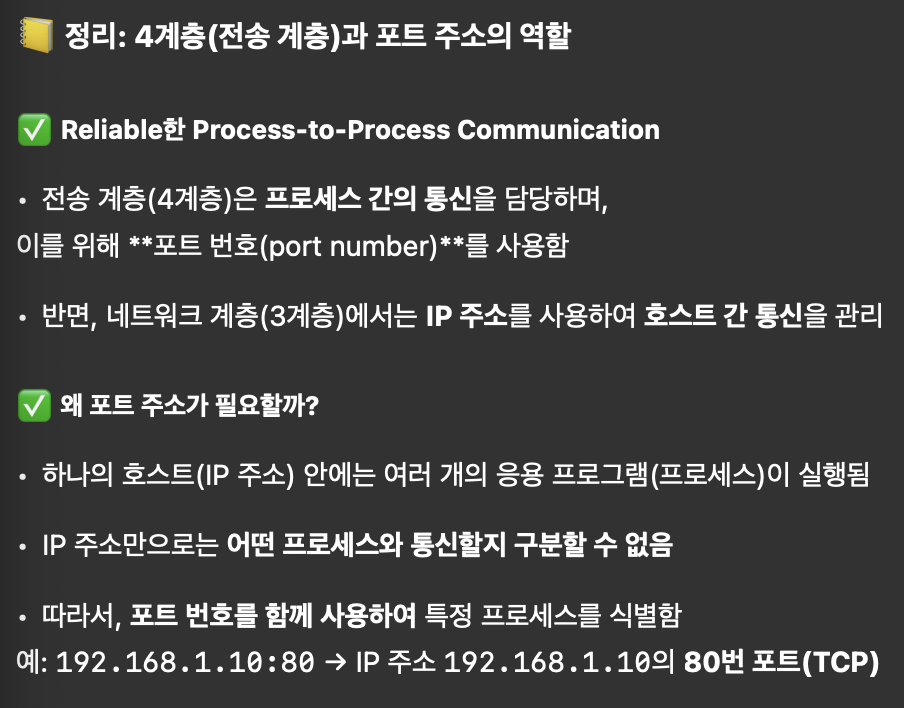 정리: 4계층(전송 계층)과 포트 주소의 역할
Reliable한 Process-to-Process Communication
• 전송 계층(4계층)은 프로세스 간의 통신을 담당하며,
이를 위해 **포트 번호(port number)**를 사용함
• 반면, 네트워크 계층(3계층)에서는 IP 주소를 사용하여 호스트 간 통신을 관리
왜 포트 주소가 필요할까?
• 하나의 호스트(IP 주소) 안에는 여러 개의 응용 프로그램(프로세스)이 실행됨
• IP 주소만으로는 어떤 프로세스와 통신할지 구분할 수 없음
• 따라서, 포트 번호를 함께 사용하여 특정 프로세스를 식별함
예: 192.168.1.10:80 → IP 주소 192.168.1.10의 80번 포트(TCP)